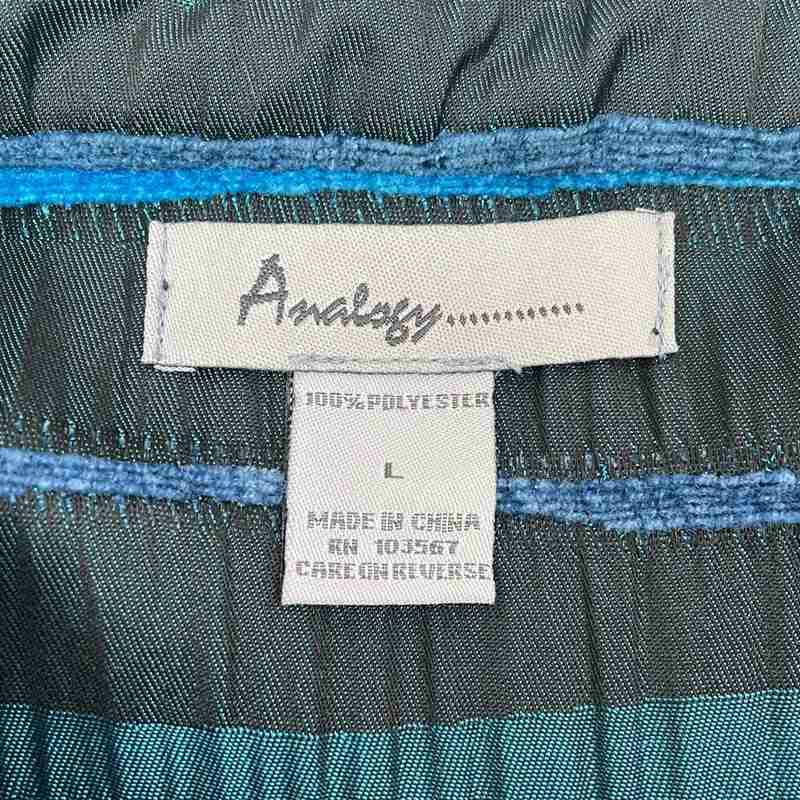 Analogy............
100% POLYESTER
L
MADE IN CHINA
RN 103567
CARE ON REVERSE